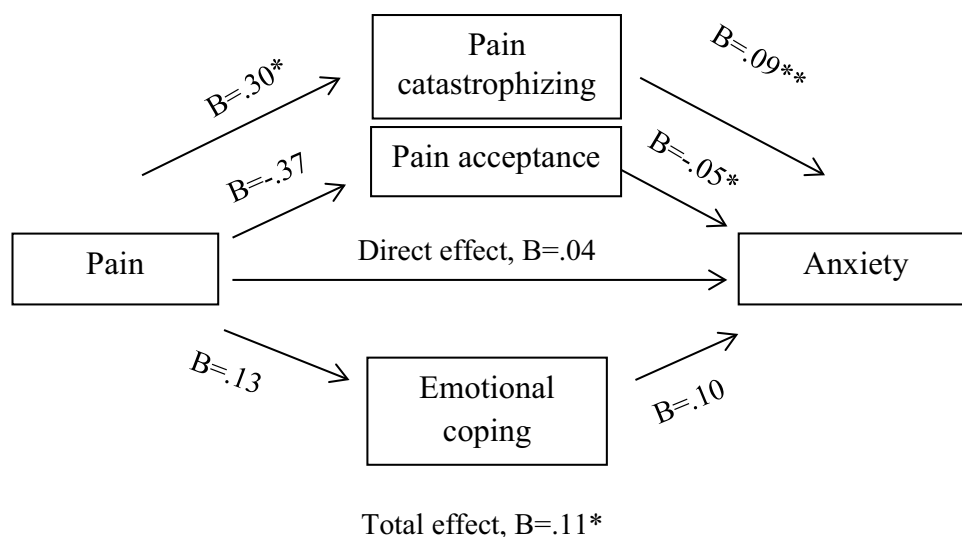 Pain
catastrophizing
B=.30*
B=.09**
Pain acceptance
B=-.37
B=-.05*
Pain
Direct effect, B=.04
Anxiety
B=.13
Emotional
coping
B=.10
Total effect, B=.11*